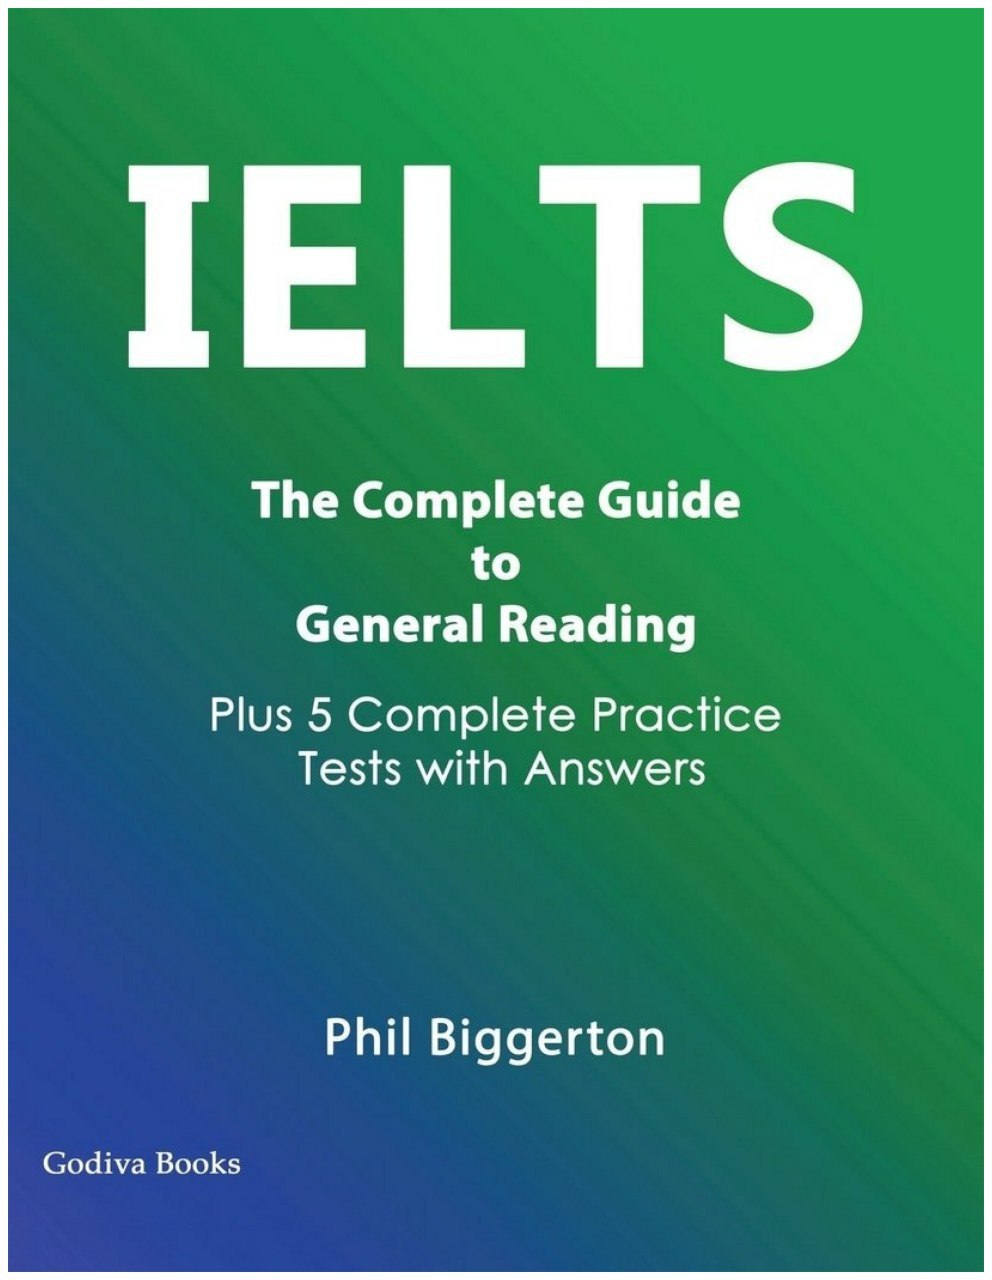 IELTS
The Complete Guide
to
General Reading
Plus 5 Complete Practice
Tests with Answers
Phil Biggerton
Godiva Books